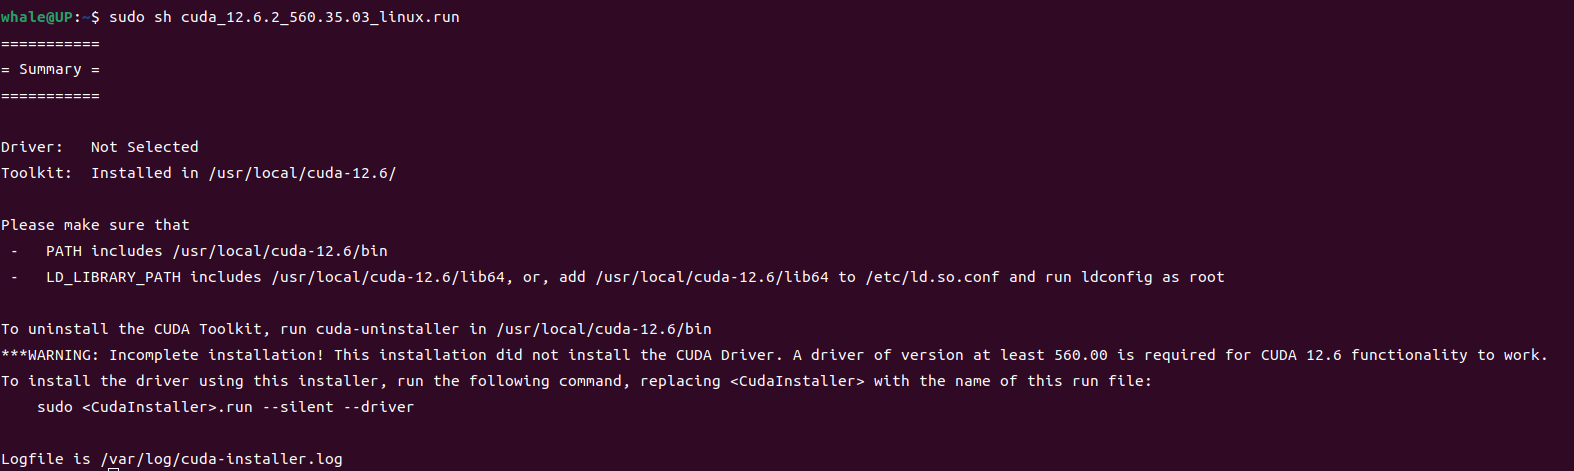 whale@UP:~$ sudo sh cuda_12.6.2_560.35.03_linux.run
===========
= Summary =
===========
Driver:   Not Selected
Toolkit:  Installed in /usr/local/cuda-12.6/
Please make sure that
 -   PATH includes /usr/local/cuda-12.6/bin
 -   LD_LIBRARY_PATH includes /usr/local/cuda-12.6/lib64, or, add /usr/local/cuda-12.6/lib64 to /etc/ld.so.conf and run ldconfig as root
To uninstall the CUDA Toolkit, run cuda-uninstaller in /usr/local/cuda-12.6/bin
***WARNING: Incomplete installation! This installation did not install the CUDA Driver. A driver of version at least 560.00 is required for CUDA 12.6 functionality to work.
To install the driver using this installer, run the following command, replacing <CudaInstaller> with the name of this run file:
    sudo <CudaInstaller>.run --silent --driver
Logfile is /var/log/cuda-installer.log